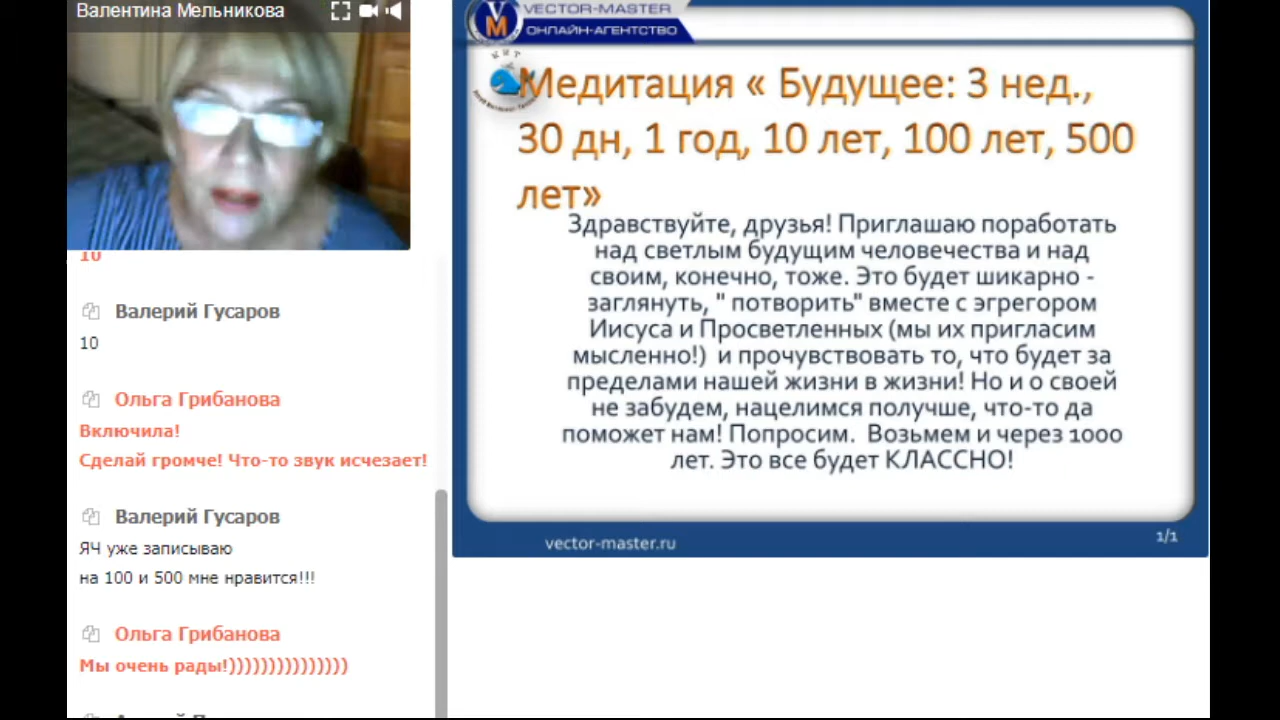 Валентина Мельникова
10
Валерий Гусаров
10
Ольга Грибанова
Включила!
Сделай громче! Что-то звук исчезает!
Валерий Гусаров
ЯЧ уже записываю
на 100 и 500 мне нравится!!!
Ольга Грибанова
Мы очень рады!)))))))))))))))
VECTOR-MASTER
ОНЛАЙН-АГЕНТСТВО
VM
КИТ
Медитация « Будущее: 3 нед.,
30 дн, 1 год, 10 лет, 100 лет, 500
лет»
Здравствуйте, друзья! Приглашаю поработать
над светлым будущим человечества и над
своим, конечно, тоже. Это будет шикарно -
заглянуть, " потворить" вместе с эгрегором
Иисуса и Просветленных (мы их пригласим
мысленно!) и прочувствовать то, что будет за
пределами нашей жизни в жизни! Но и о своей
не забудем, нацелимся получше, что-то да
поможет нам! Попросим. Возьмем и через 1000
лет. Это все будет КЛАССНО!
vector-master.ru
1/1